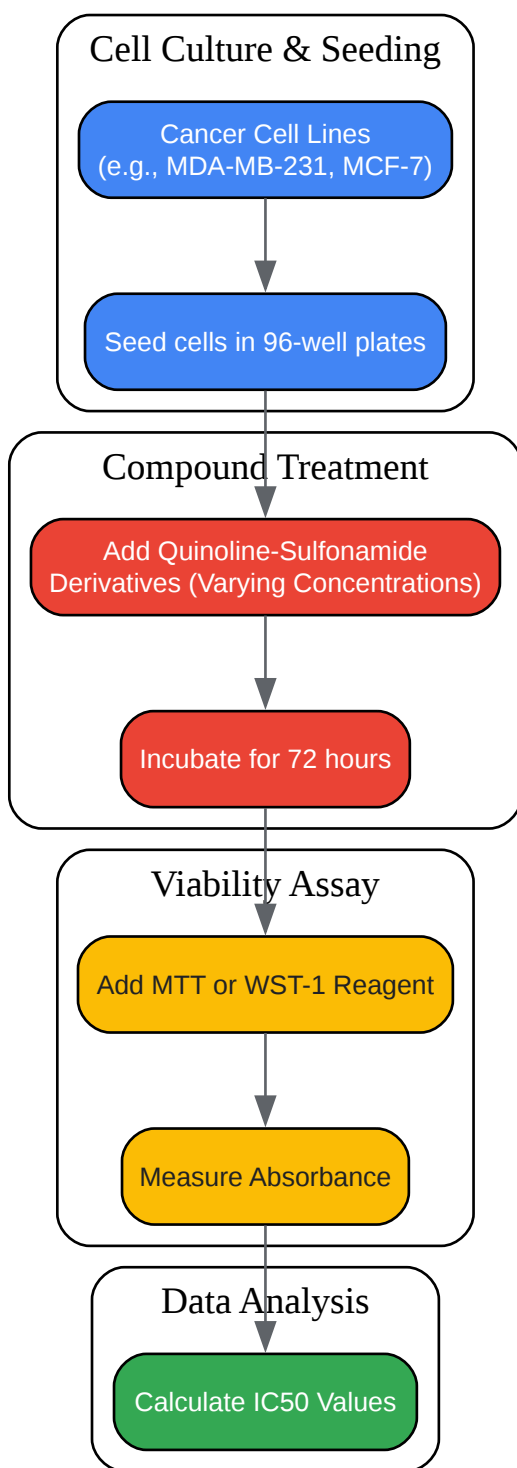 Cell Culture & Seeding
Cancer Cell Lines
(e.g., MDA-MB-231, MCF-7)
Seed cells in 96-well plates
Compound Treatment
Add Quinoline-Sulfonamide
Derivatives (Varying Concentrations)
Incubate for 72 hours
Viability Assay
Add MTT or WST-1 Reagent
Measure Absorbance
Data Analysis
Calculate IC50 Values